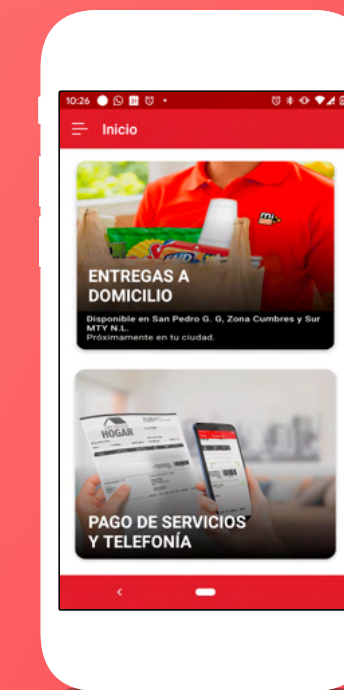 10:26
Inicio
mi
ENTREGAS A
DOMICILIO
Disponible en San Pedro G. G, Zona Cumbres y Sur
MTY N.L.
Próximamente en tu ciudad.
HOGAR
PAGO DE SERVICIOS
Y TELEFONÍA